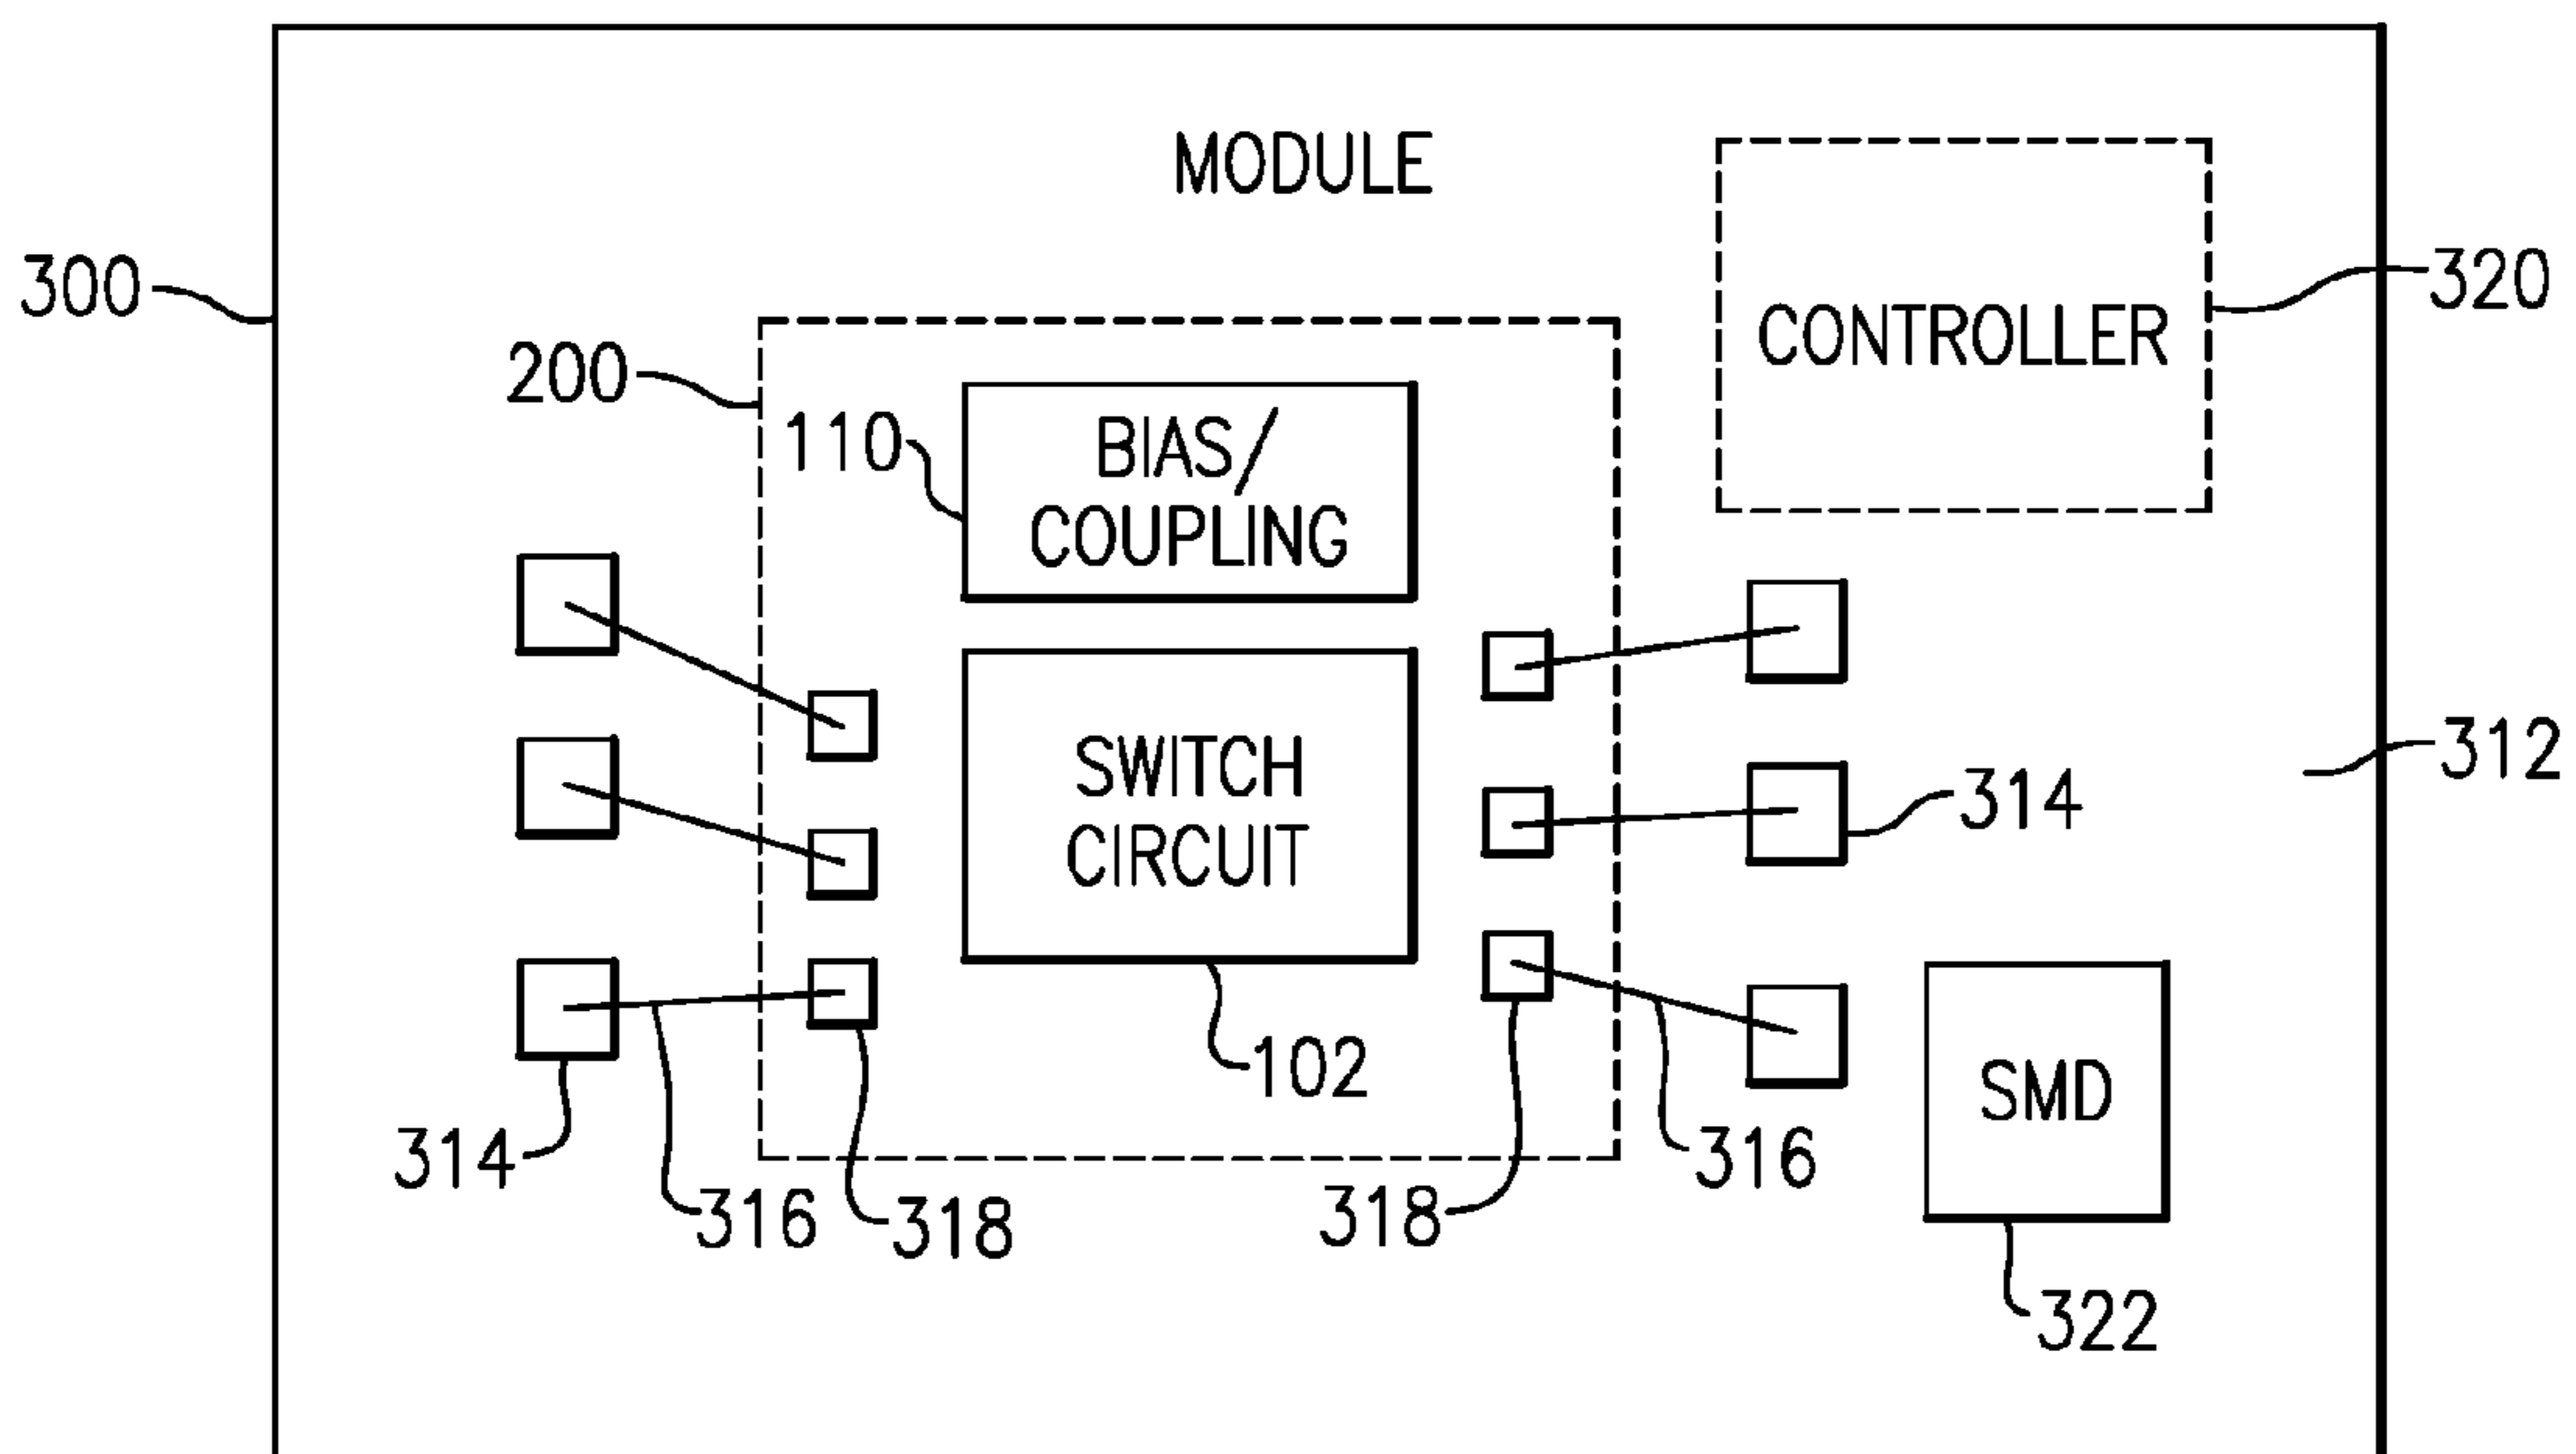 MODULE
300
320
CONTROLLER
200
110
BIAS/
COUPLING
312
SWITCH
CIRCUIT
314
102
SMD
314
316
316
318
318
322